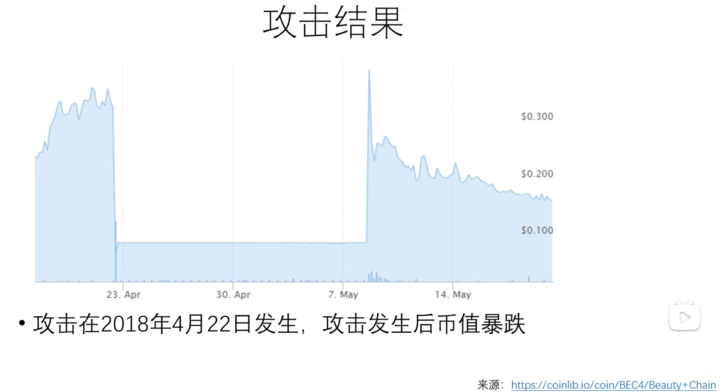 攻击结果
$0.300
$0.200
$0.100
23. Apr 30. Apr 7. May 14. May
• 攻击在2018年4月22日发生，攻击发生后币值暴跌
来源：https://coinlib.io/coin/BEC4/Beauty+Chain